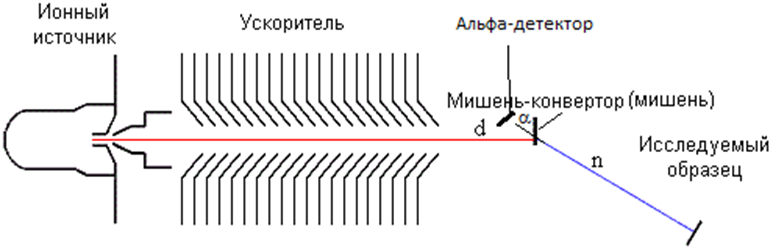 Ионный
источник
Ускоритель
Альфа-детектор
Мишень-конвертор (мишень)
α
d
n
Исследуемый
образец